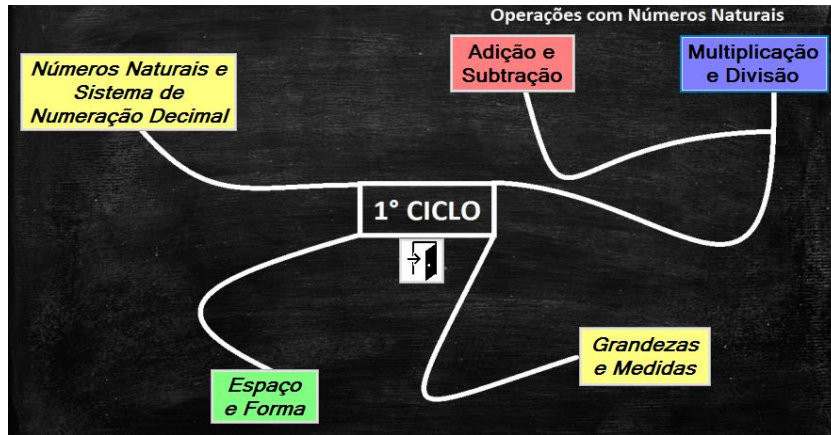 Operações com Números Naturais
Números Naturais e
Sistema de
Numeração Decimal
Adição e
Subtração
Multiplicação
e Divisão
1° CICLO
Espaço
e Forma
Grandezas
e Medidas